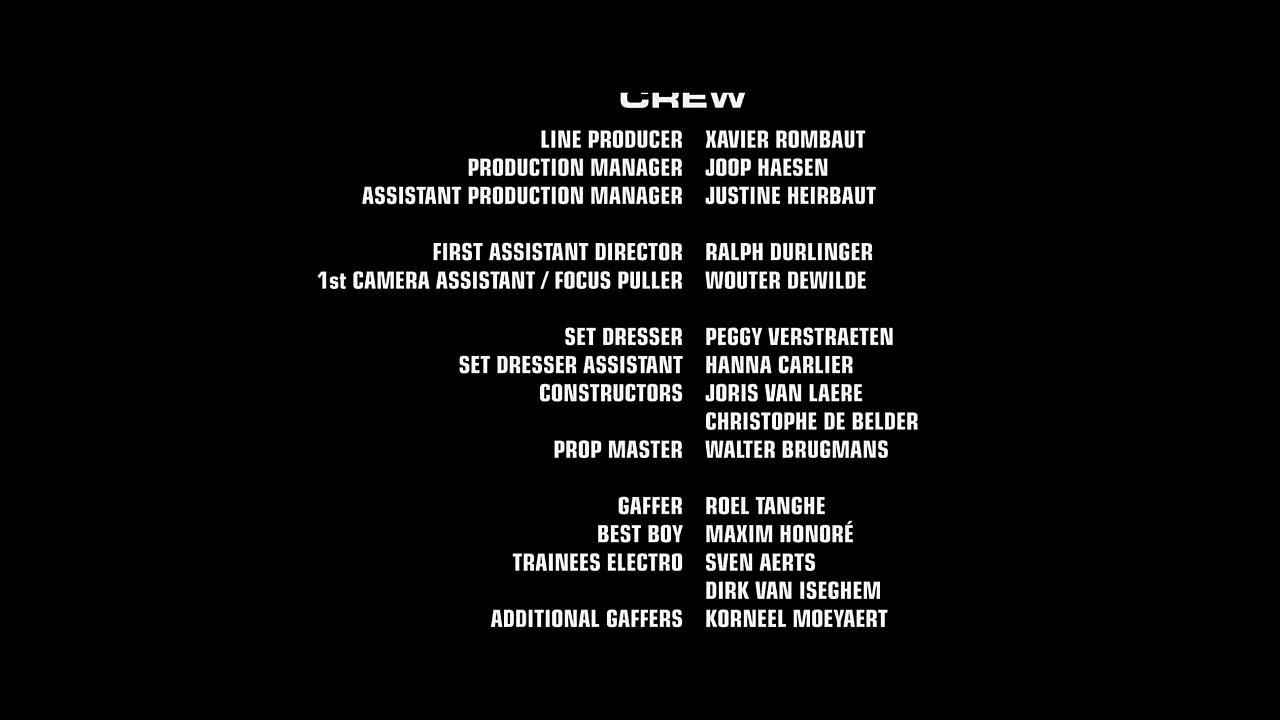 CREW
LINE PRODUCER XAVIER ROMBAUT
PRODUCTION MANAGER JOOP HAESEN
ASSISTANT PRODUCTION MANAGER JUSTINE HEIRBAUT
FIRST ASSISTANT DIRECTOR RALPH DURLINGER
1st CAMERA ASSISTANT / FOCUS PULLER WOUTER DEWILDE
SET DRESSER PEGGY VERSTRAETEN
SET DRESSER ASSISTANT HANNA CARLIER
CONSTRUCTORS JORIS VAN LAERE
CHRISTOPHE DE BELDER
PROP MASTER WALTER BRUGMANS
GAFFER ROEL TANGHE
BEST BOY MAXIM HONORÉ
TRAINEES ELECTRO SVEN AERTS
DIRK VAN ISEGHEM
ADDITIONAL GAFFERS KORNEEL MOEYAERT